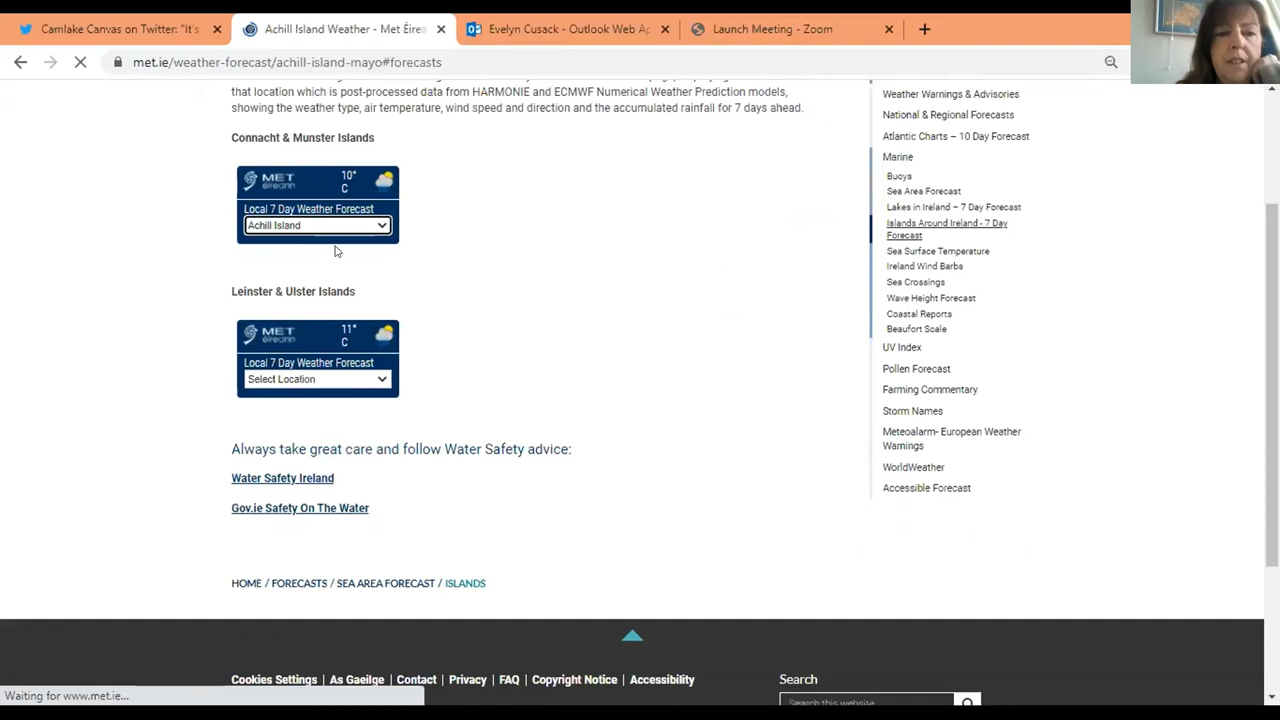 Camlake Canvas on Twitter: "It's
Achill Island Weather - Met Éirea
Evelyn Cusack - Outlook Web Ap
Launch Meeting - Zoom
met.ie/weather-forecast/achill-island-mayo#forecasts
that location which is post-processed data from HARMONIE and ECMWF Numerical Weather Prediction models,
showing the weather type, air temperature, wind speed and direction and the accumulated rainfall for 7 days ahead.
Connacht & Munster Islands
MET éireann
10°
C
Local 7 Day Weather Forecast
Achill Island
Leinster & Ulster Islands
MET éireann
11°
C
Local 7 Day Weather Forecast
Select Location
Always take great care and follow Water Safety advice:
Water Safety Ireland
Gov.ie Safety On The Water
HOME / FORECASTS / SEA AREA FORECAST / ISLANDS
Weather Warnings & Advisories
National & Regional Forecasts
Atlantic Charts – 10 Day Forecast
Marine
Buoys
Sea Area Forecast
Lakes in Ireland – 7 Day Forecast
Islands Around Ireland - 7 Day
Forecast
Sea Surface Temperature
Ireland Wind Barbs
Sea Crossings
Wave Height Forecast
Coastal Reports
Beaufort Scale
UV Index
Pollen Forecast
Farming Commentary
Storm Names
Meteoalarm- European Weather
Warnings
WorldWeather
Accessible Forecast
Cookies Settings | As Gaeilge | Contact | Privacy | FAQ | Copyright Notice | Accessibility
Search
Search this website
Waiting for www.met.ie...